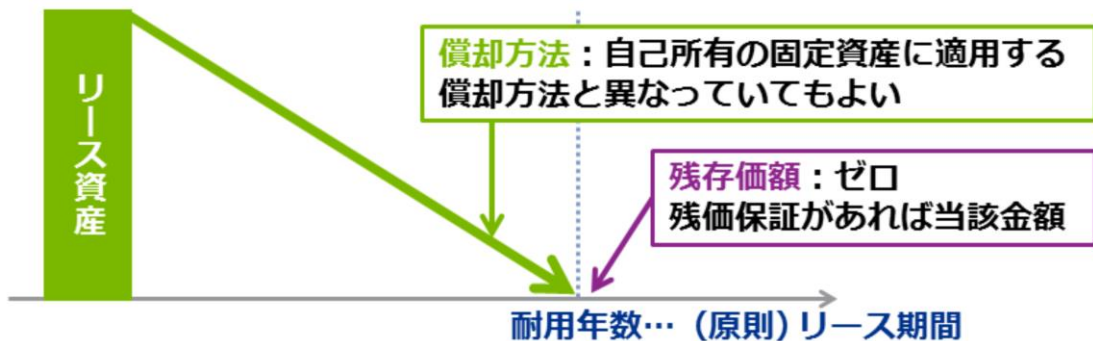 リース資産
償却方法：自己所有の固定資産に適用する
償却方法と異なっていてもよい
残存価額：ゼロ
残価保証があれば当該金額
耐用年数…（原則）リース期間